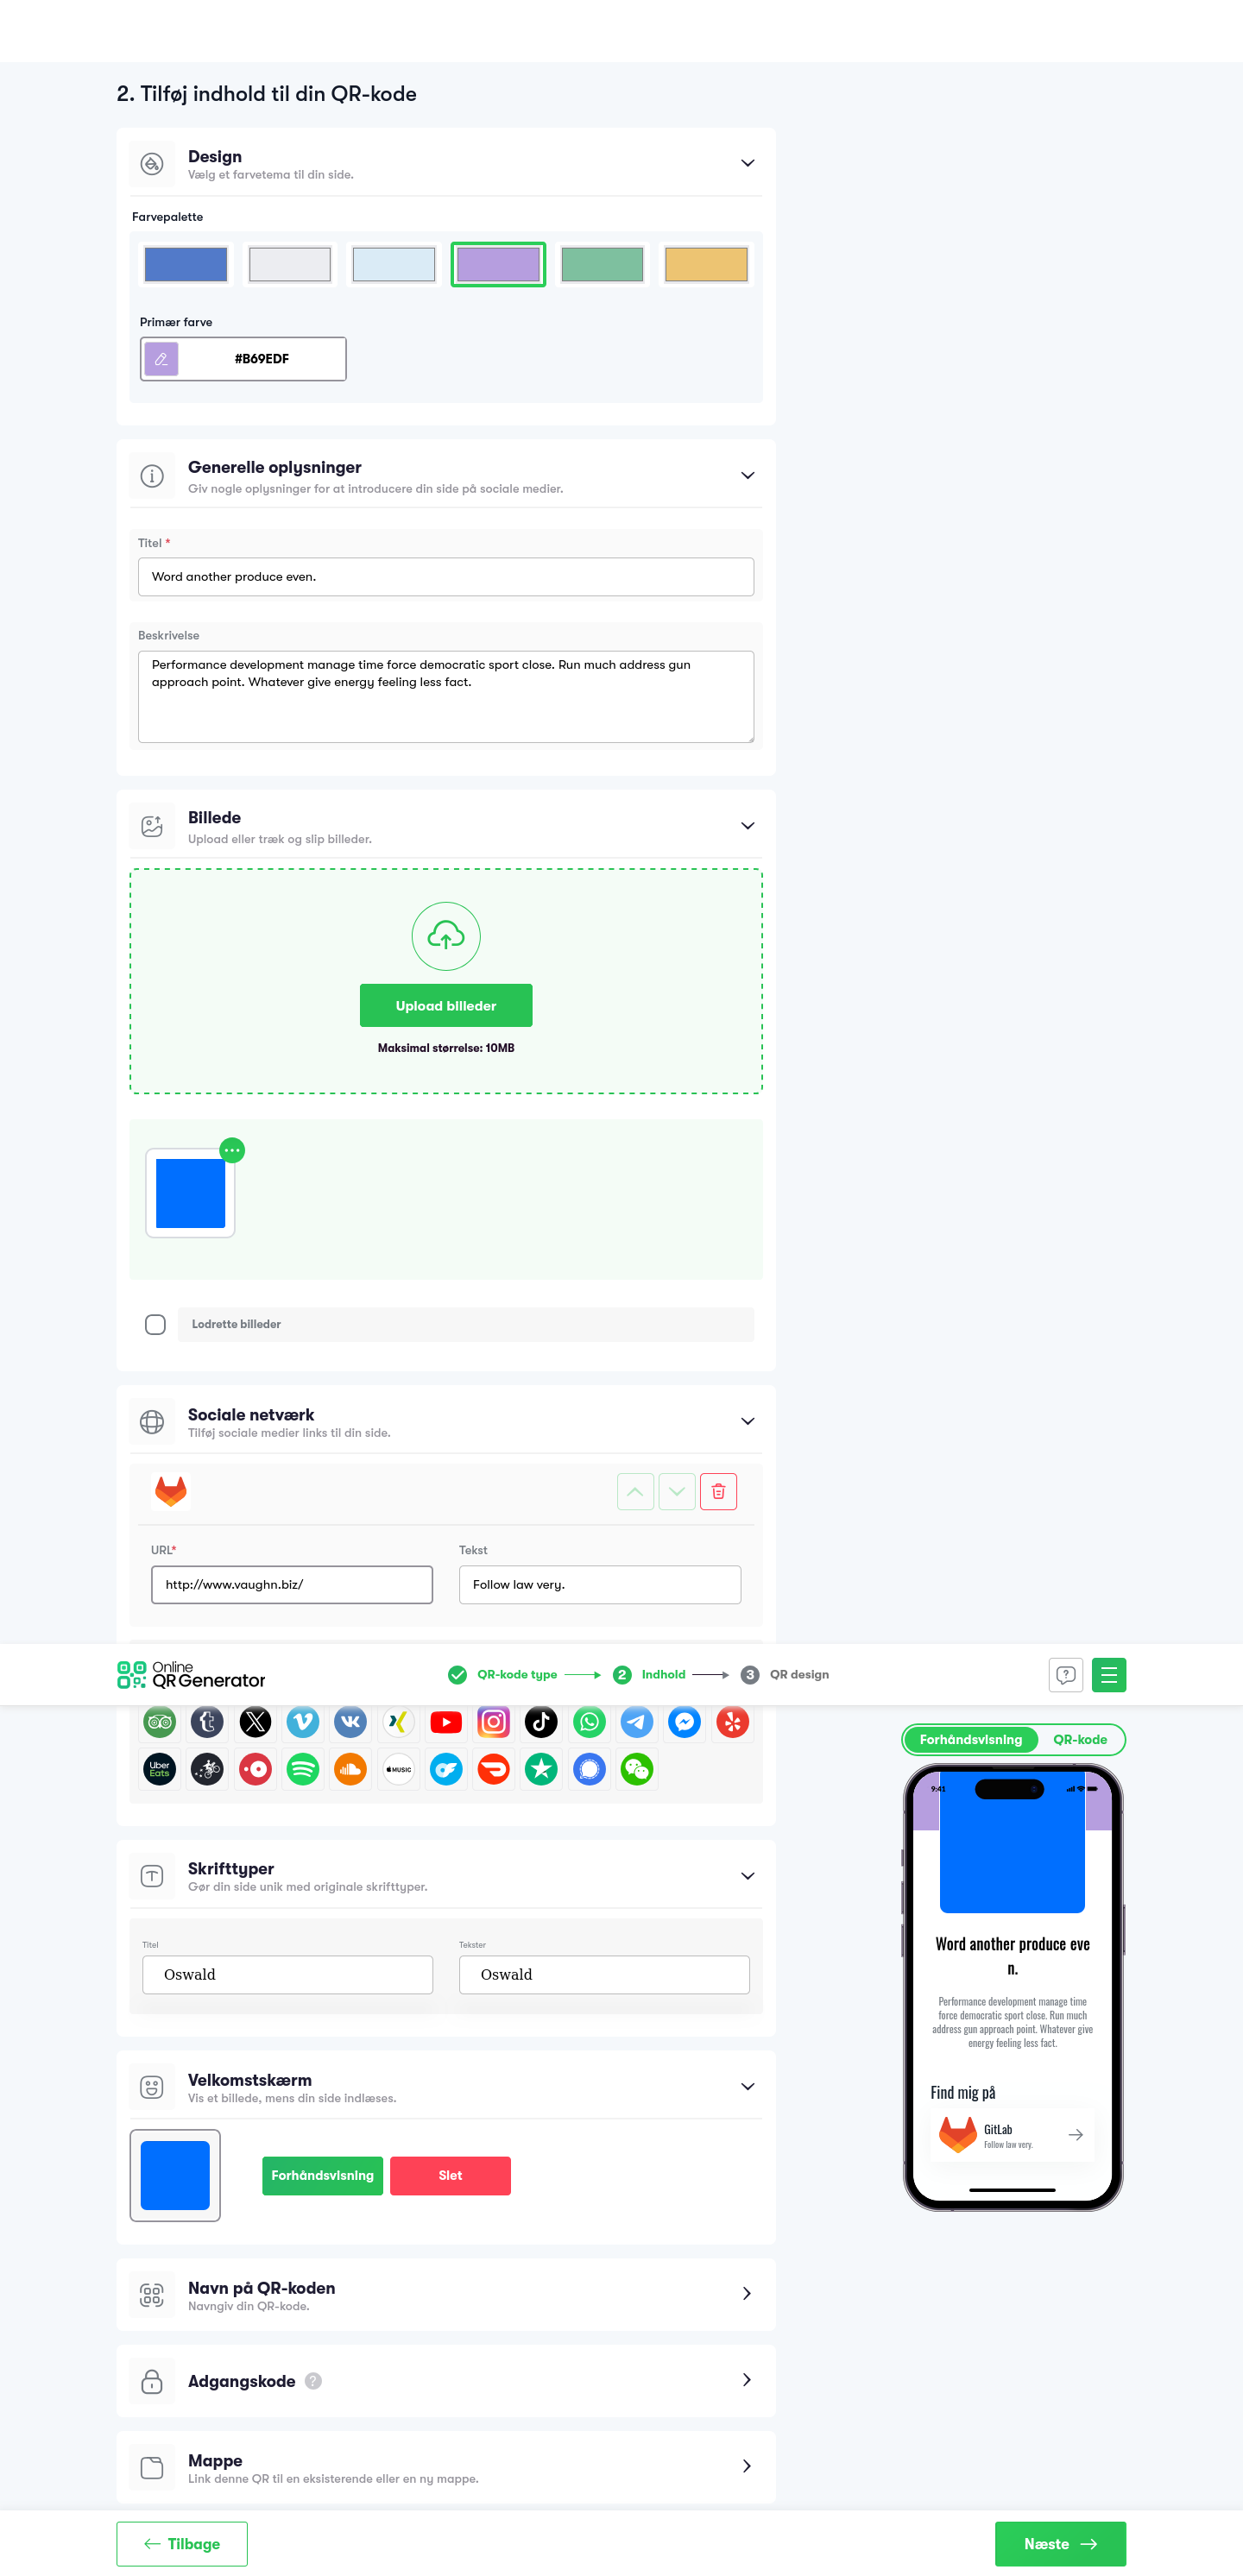 2. Tilføj indhold til din QR-kode
Design
Vælg et farvetema til din side.
Farvepalette
Primær farve
#B69EDF
Generelle oplysninger
Giv nogle oplysninger for at introducere din side på sociale medier.
Titel *
Word another produce even.
Beskrivelse
Performance development manage time force democratic sport close. Run much address gun
approach point. Whatever give energy feeling less fact.
Billede
Upload eller træk og slip billeder.
Upload billeder
Maksimal størrelse: 10MB
Lodrette billeder
Sociale netværk
Tilføj sociale medier links til din side.
URL*
Tekst
http://www.vaughn.biz/
Follow law very.
Online
QR Generator
QR-kode type
2 Indhold
3 QR design
Uber
Eats
MUSIC
Forhåndsvisning
QR-kode
9:41
Word another produce eve
n.
Performance development manage time
force democratic sport close. Run much
address gun approach point. Whatever give
energy feeling less fact.
Find mig på
GitLab
Follow law very.
Skrifttyper
Gør din side unik med originale skrifttyper.
Titel
Tekster
Oswald
Oswald
Velkomstskærm
Vis et billede, mens din side indlæses.
Forhåndsvisning
Slet
Navn på QR-koden
Navngiv din QR-kode.
Adgangskode ?
Mappe
Link denne QR til en eksisterende eller en ny mappe.
Tilbage
Næste